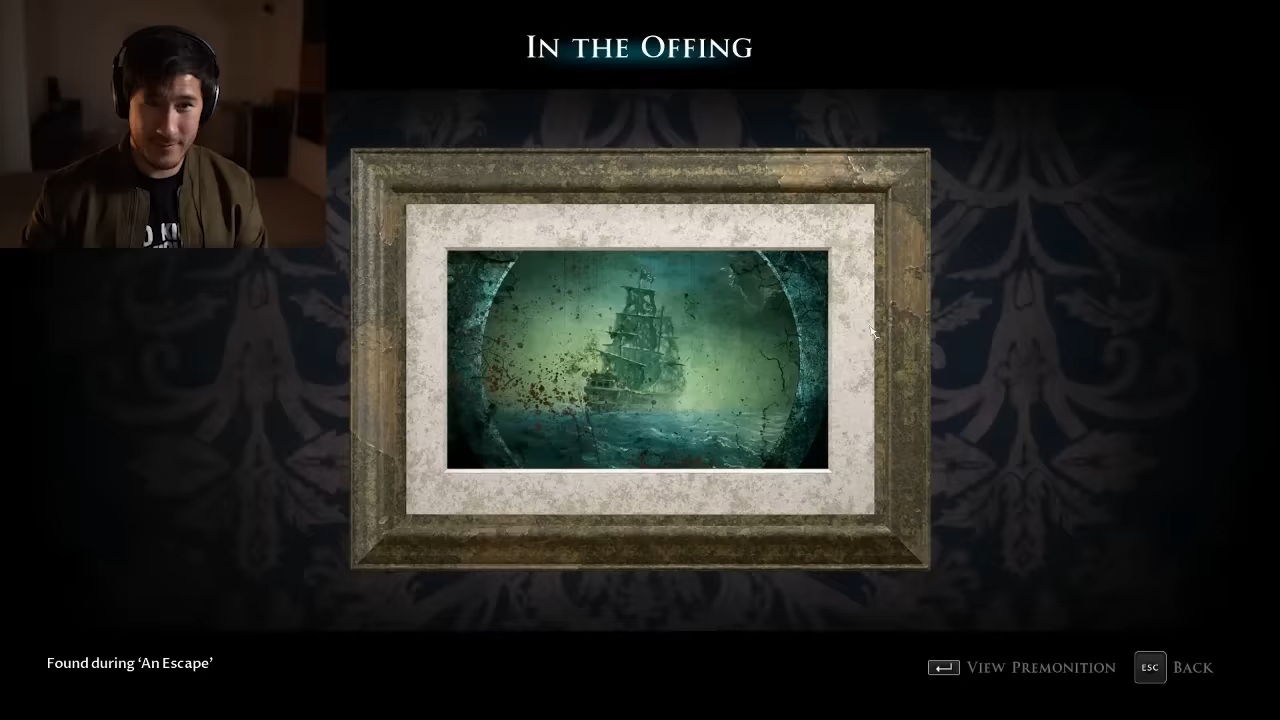 In the Offing
Found during ‘An Escape’
View Premonition
ESC
Back